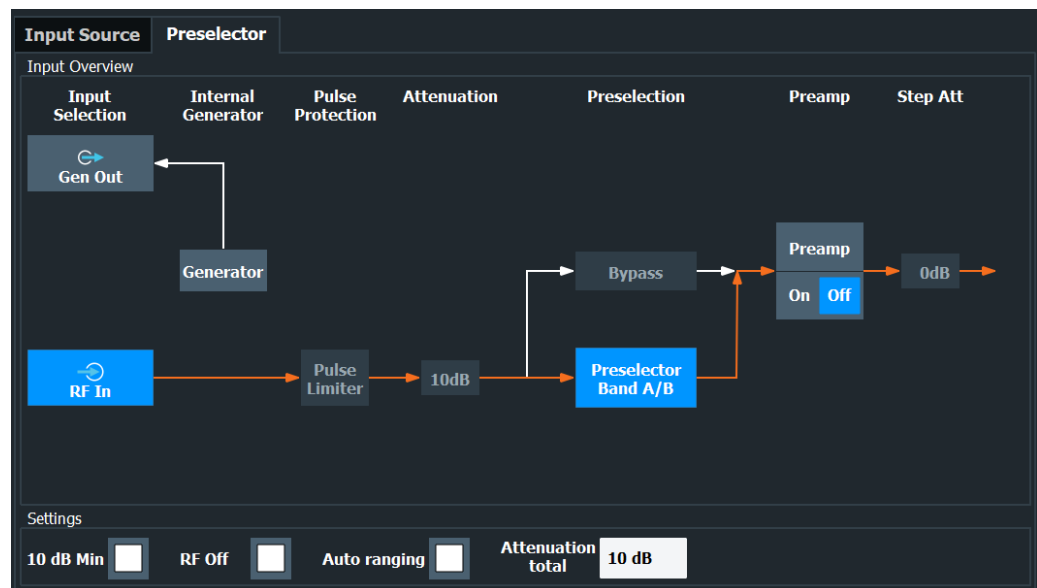 Input Source Preselector
Input Overview
Input Selection Internal Generator Pulse Protection Attenuation Preselection Preamp Step Att
Gen Out
Generator
Bypass
Preamp
On Off
0dB
RF In
Pulse Limiter
10dB
Preselector Band A/B
Settings
10 dB Min RF Off Auto ranging Attenuation total 10 dB